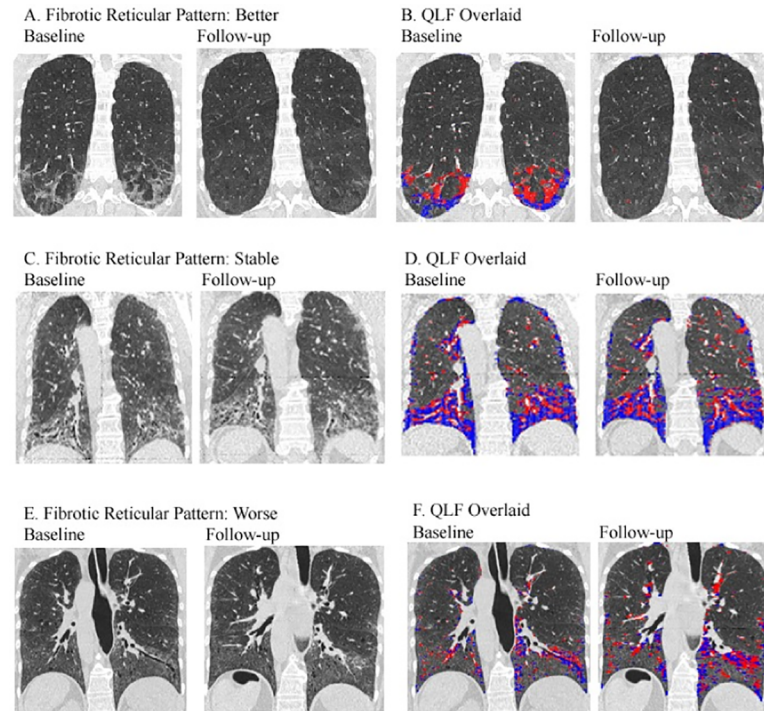 A. Fibrotic Reticular Pattern: Better
Baseline
Follow-up
B. QLF Overlaid
Baseline
Follow-up
C. Fibrotic Reticular Pattern: Stable
Baseline
Follow-up
D. QLF Overlaid
Baseline
Follow-up
E. Fibrotic Reticular Pattern: Worse
Baseline
Follow-up
F. QLF Overlaid
Baseline
Follow-up